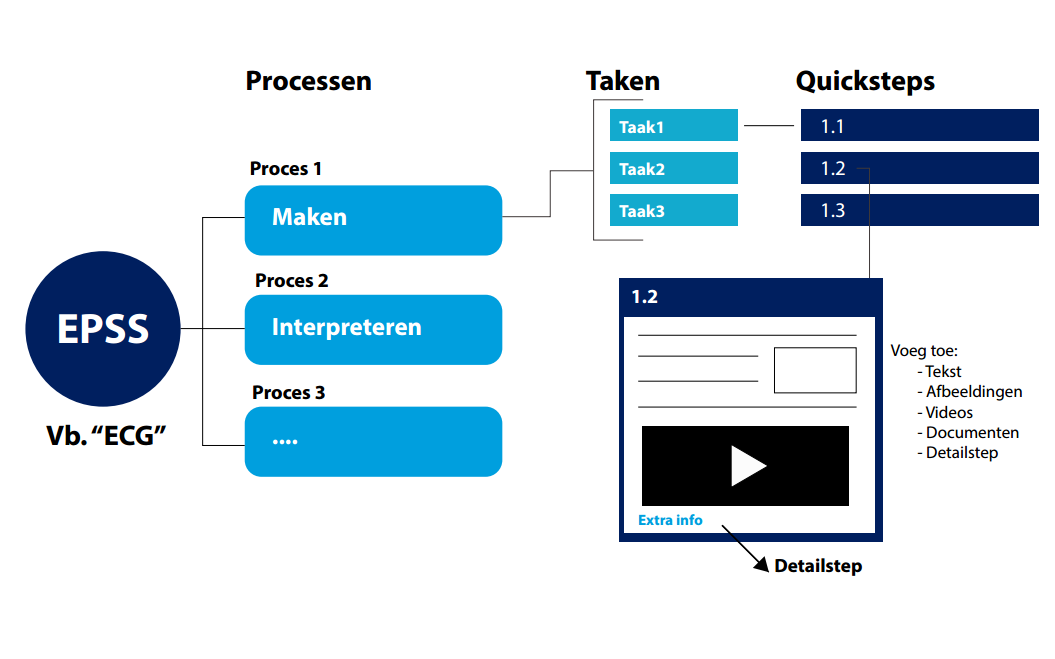 Processen
Taken
Quicksteps
Taak1
1.1
Proces 1
Taak2
1.2
Maken
Taak3
1.3
Proces 2
1.2
EPSS
Interpreteren
Voeg toe:
- Tekst
- Afbeeldingen
- Videos
- Documenten
- Detailstep
Proces 3
Vb. “ECG”
....
Extra info
Detailstep